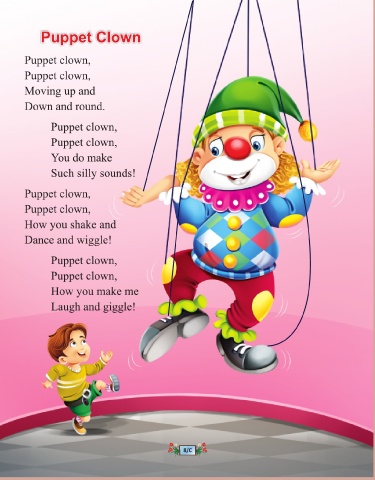 Puppet Clown
Puppet clown,
Puppet clown,
Moving up and
Down and round.
Puppet clown,
Puppet clown,
You do make
Such silly sounds!
Puppet clown,
Puppet clown,
How you shake and
Dance and wiggle!
Puppet clown,
Puppet clown,
How you make me
Laugh and giggle!